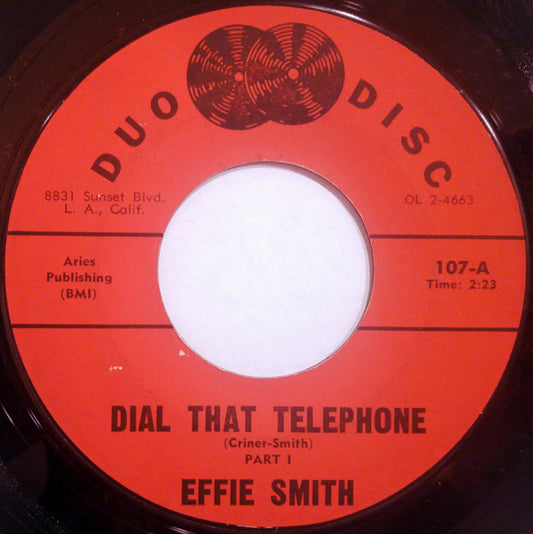 DUO DISC
8831 Sunset Blvd.
L. A., Calif.
OL 2-4663
Aries
Publishing
(BMI)
107-A
Time: 2:23
DIAL THAT TELEPHONE
(Criner-Smith)
PART I
EFFIE SMITH